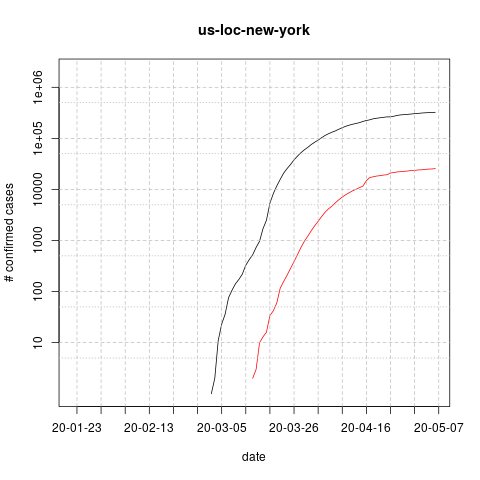 us-loc-new-york
# confirmed cases
1e+06
1e+05
10000
1000
100
10
20-01-23 20-02-13 20-03-05 20-03-26 20-04-16 20-05-07
date